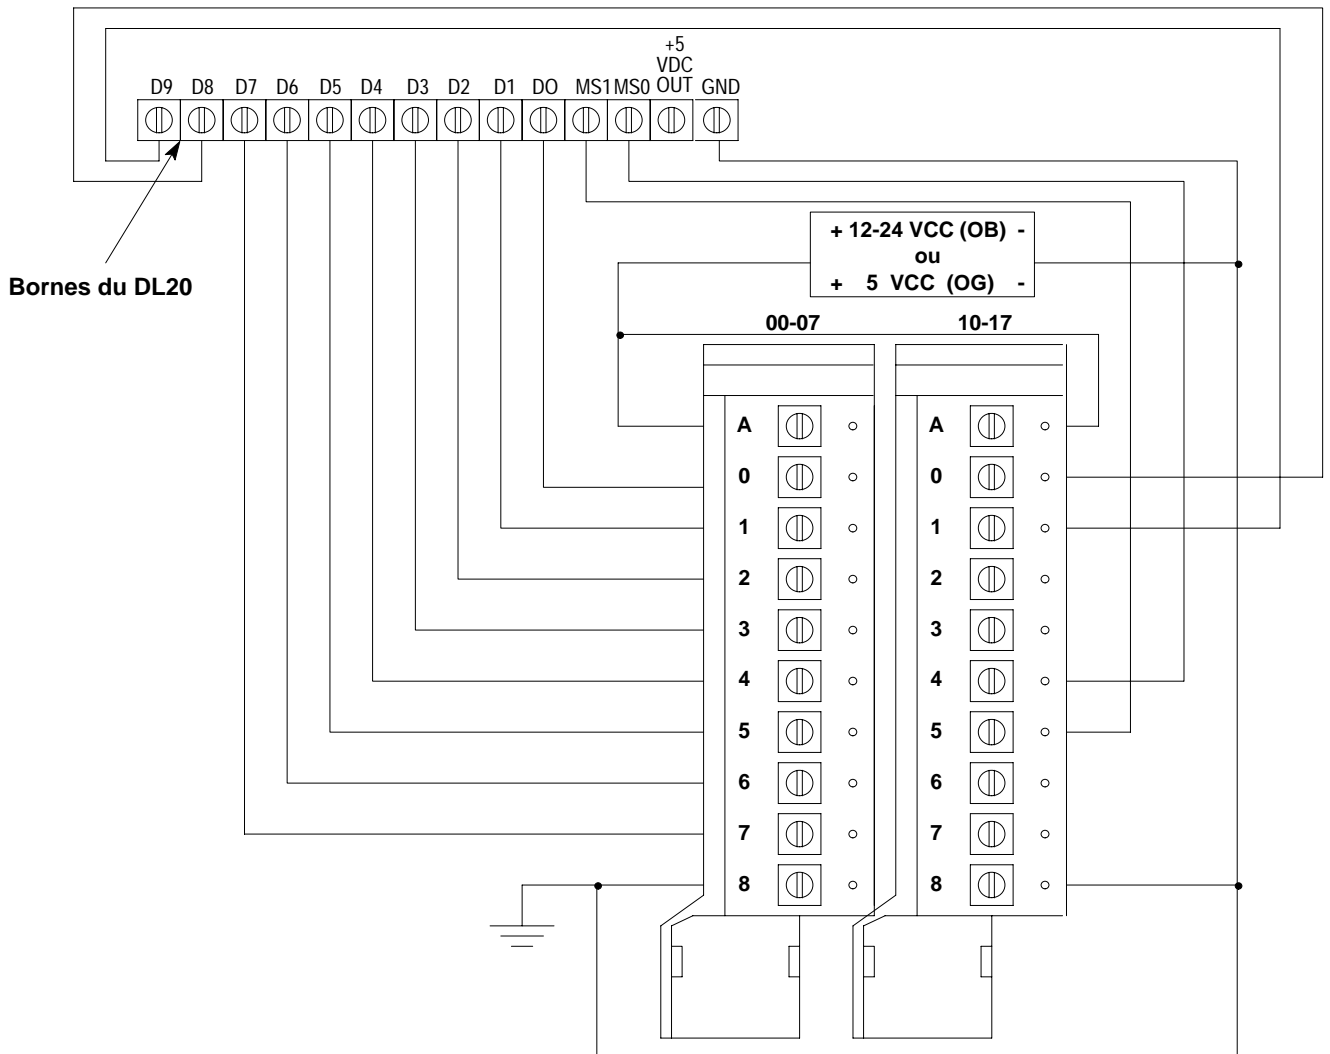 +5
VDC
OUT
D9 D8 D7 D6 D5 D4 D3 D2 D1 DO MS1 MS0 GND
Bornes du DL20
+ 12-24 VCC (OB) -
ou
+ 5 VCC (OG) -
00-07 10-17
A A
0 0
1 1
2 2
3 3
4 4
5 5
6 6
7 7
8 8